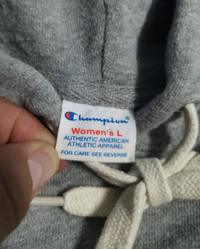 Champion
Women's L
AUTHENTIC AMERICAN
ATHLETIC APPAREL
FOR CARE SEE REVERSE